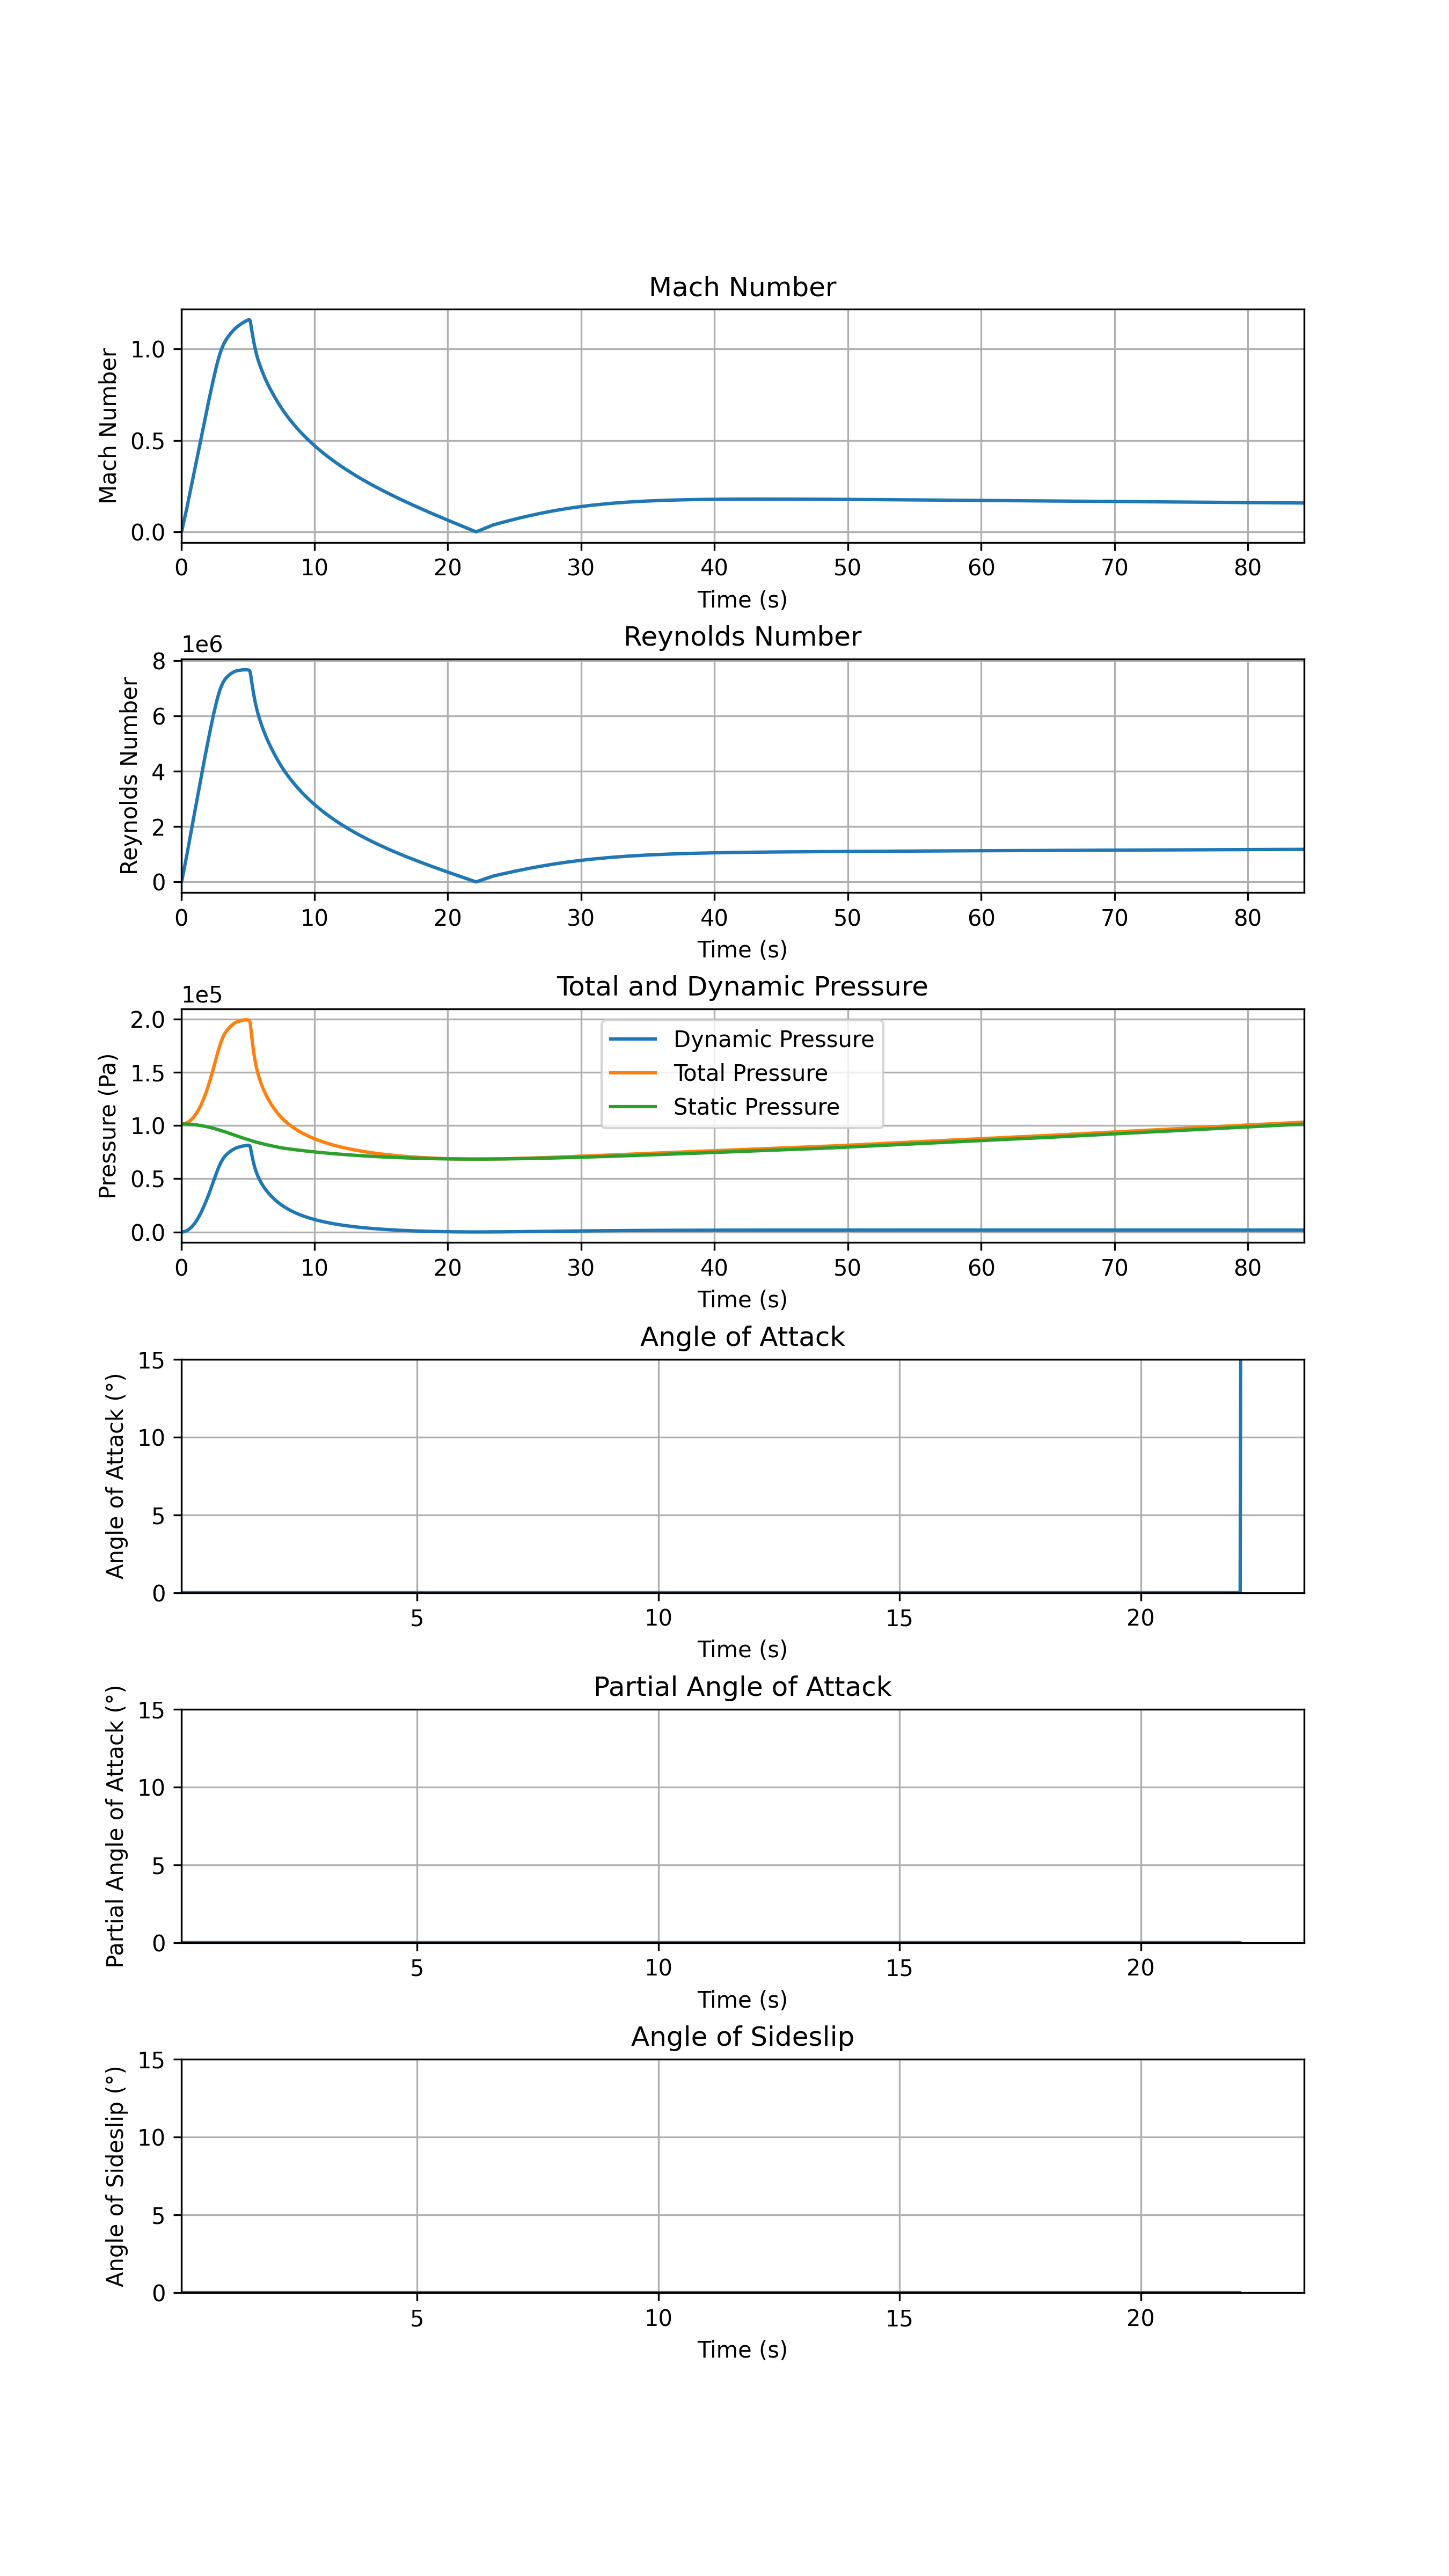 Mach Number
Mach Number
1.0
0.5
0.0
0 10 20 30 40 50 60 70 80
Time (s)
Reynolds Number
1e6
Reynolds Number
8
6
4
2
0
0 10 20 30 40 50 60 70 80
Time (s)
Total and Dynamic Pressure
1e5
Pressure (Pa)
2.0
1.5
1.0
0.5
0.0
Dynamic Pressure
Total Pressure
Static Pressure
0 10 20 30 40 50 60 70 80
Time (s)
Angle of Attack
Angle of Attack (°)
15
10
5
0
5 10 15 20
Time (s)
Partial Angle of Attack
Partial Angle of Attack (°)
15
10
5
0
5 10 15 20
Time (s)
Angle of Sideslip
Angle of Sideslip (°)
15
10
5
0
5 10 15 20
Time (s)